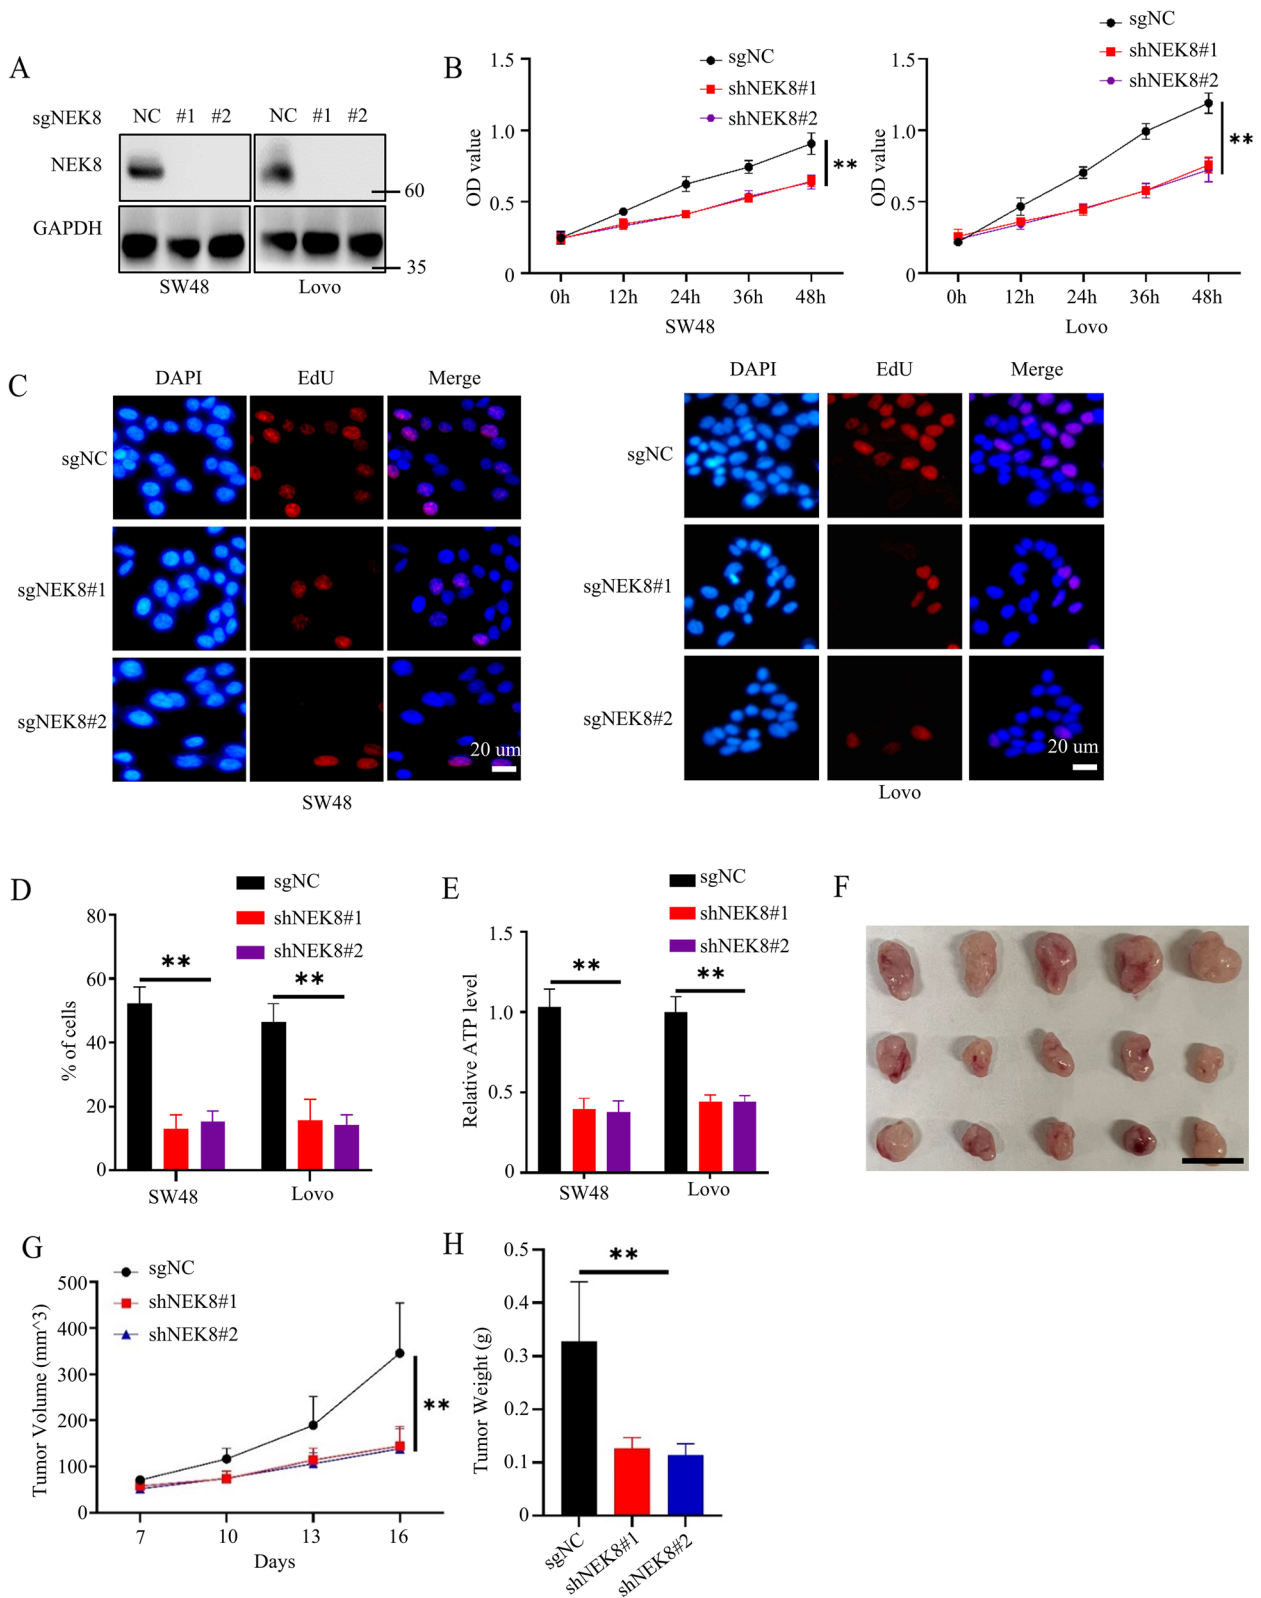 A
sgNEK8 NC #1 #2 NC #1 #2
NEK8
60
GAPDH
35
SW48 Lovo
B
sgNC
shNEK8#1
shNEK8#2
1.5
1.0
0.5
0
OD value
**
0h 12h 24h 36h 48h
SW48
sgNC
shNEK8#1
shNEK8#2
1.5
1.0
0.5
0
OD value
**
0h 12h 24h 36h 48h
Lovo
C
DAPI EdU Merge
sgNC
sgNEK8#1
sgNEK8#2
20 um
SW48
DAPI EdU Merge
sgNC
sgNEK8#1
sgNEK8#2
20 um
Lovo
D
sgNC
shNEK8#1
shNEK8#2
80
60
40
20
0
% of cells
** **
SW48 Lovo
E
sgNC
shNEK8#1
shNEK8#2
1.5
1.0
0.5
0
Relative ATP level
** **
SW48 Lovo
F
G
sgNC
shNEK8#1
shNEK8#2
500
400
300
200
100
0
Tumor Volume (mm^3)
**
7 10 13 16
Days
H
0.5
0.4
0.3
0.2
0.1
0
Tumor Weight (g)
**
sgNC shNEK8#1 shNEK8#2